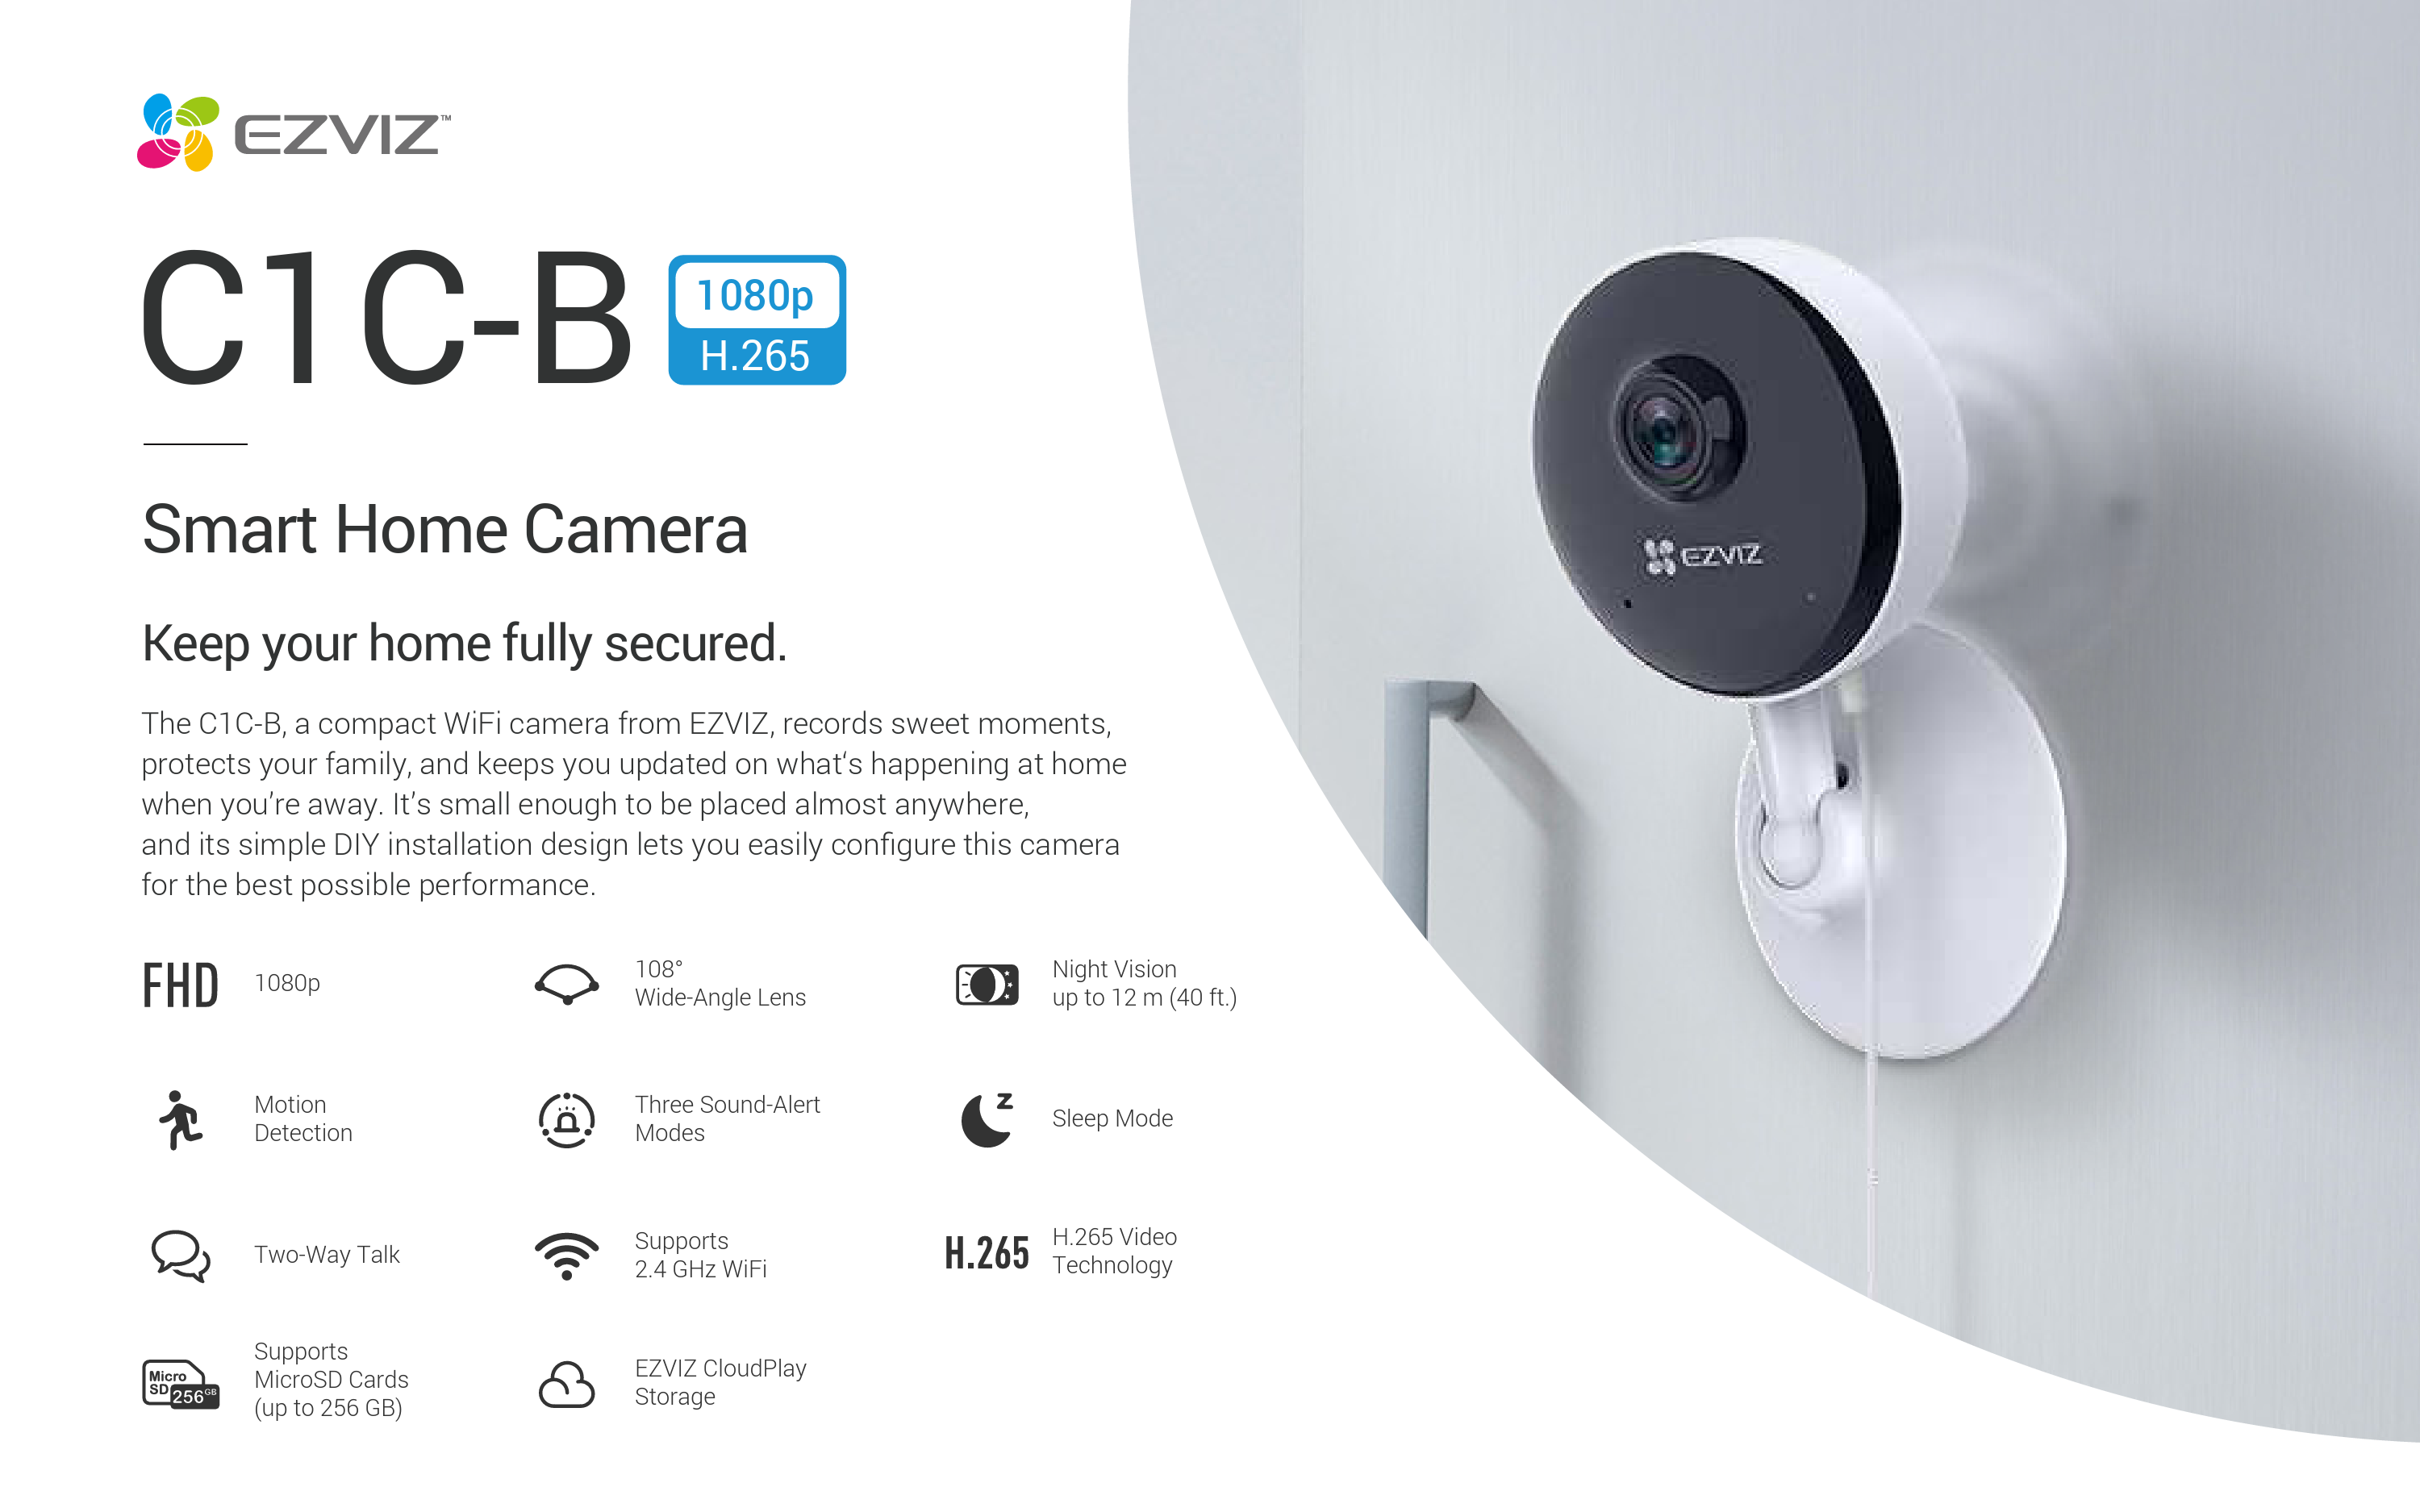 EZVIZ™
C1C-B
1080p
H.265
Smart Home Camera
Keep your home fully secured.
The C1C-B, a compact WiFi camera from EZVIZ, records sweet moments,
protects your family, and keeps you updated on what‘s happening at home
when you’re away. It’s small enough to be placed almost anywhere,
and its simple DIY installation design lets you easily configure this camera
for the best possible performance.
FHD
1080p
108°
Wide-Angle Lens
Night Vision
up to 12 m (40 ft.)
Motion
Detection
Three Sound-Alert
Modes
z
Sleep Mode
Two-Way Talk
Supports
2.4 GHz WiFi
H.265
H.265 Video
Technology
Micro
SD 256 GB
Supports
MicroSD Cards
(up to 256 GB)
EZVIZ CloudPlay
Storage
EZVIZ